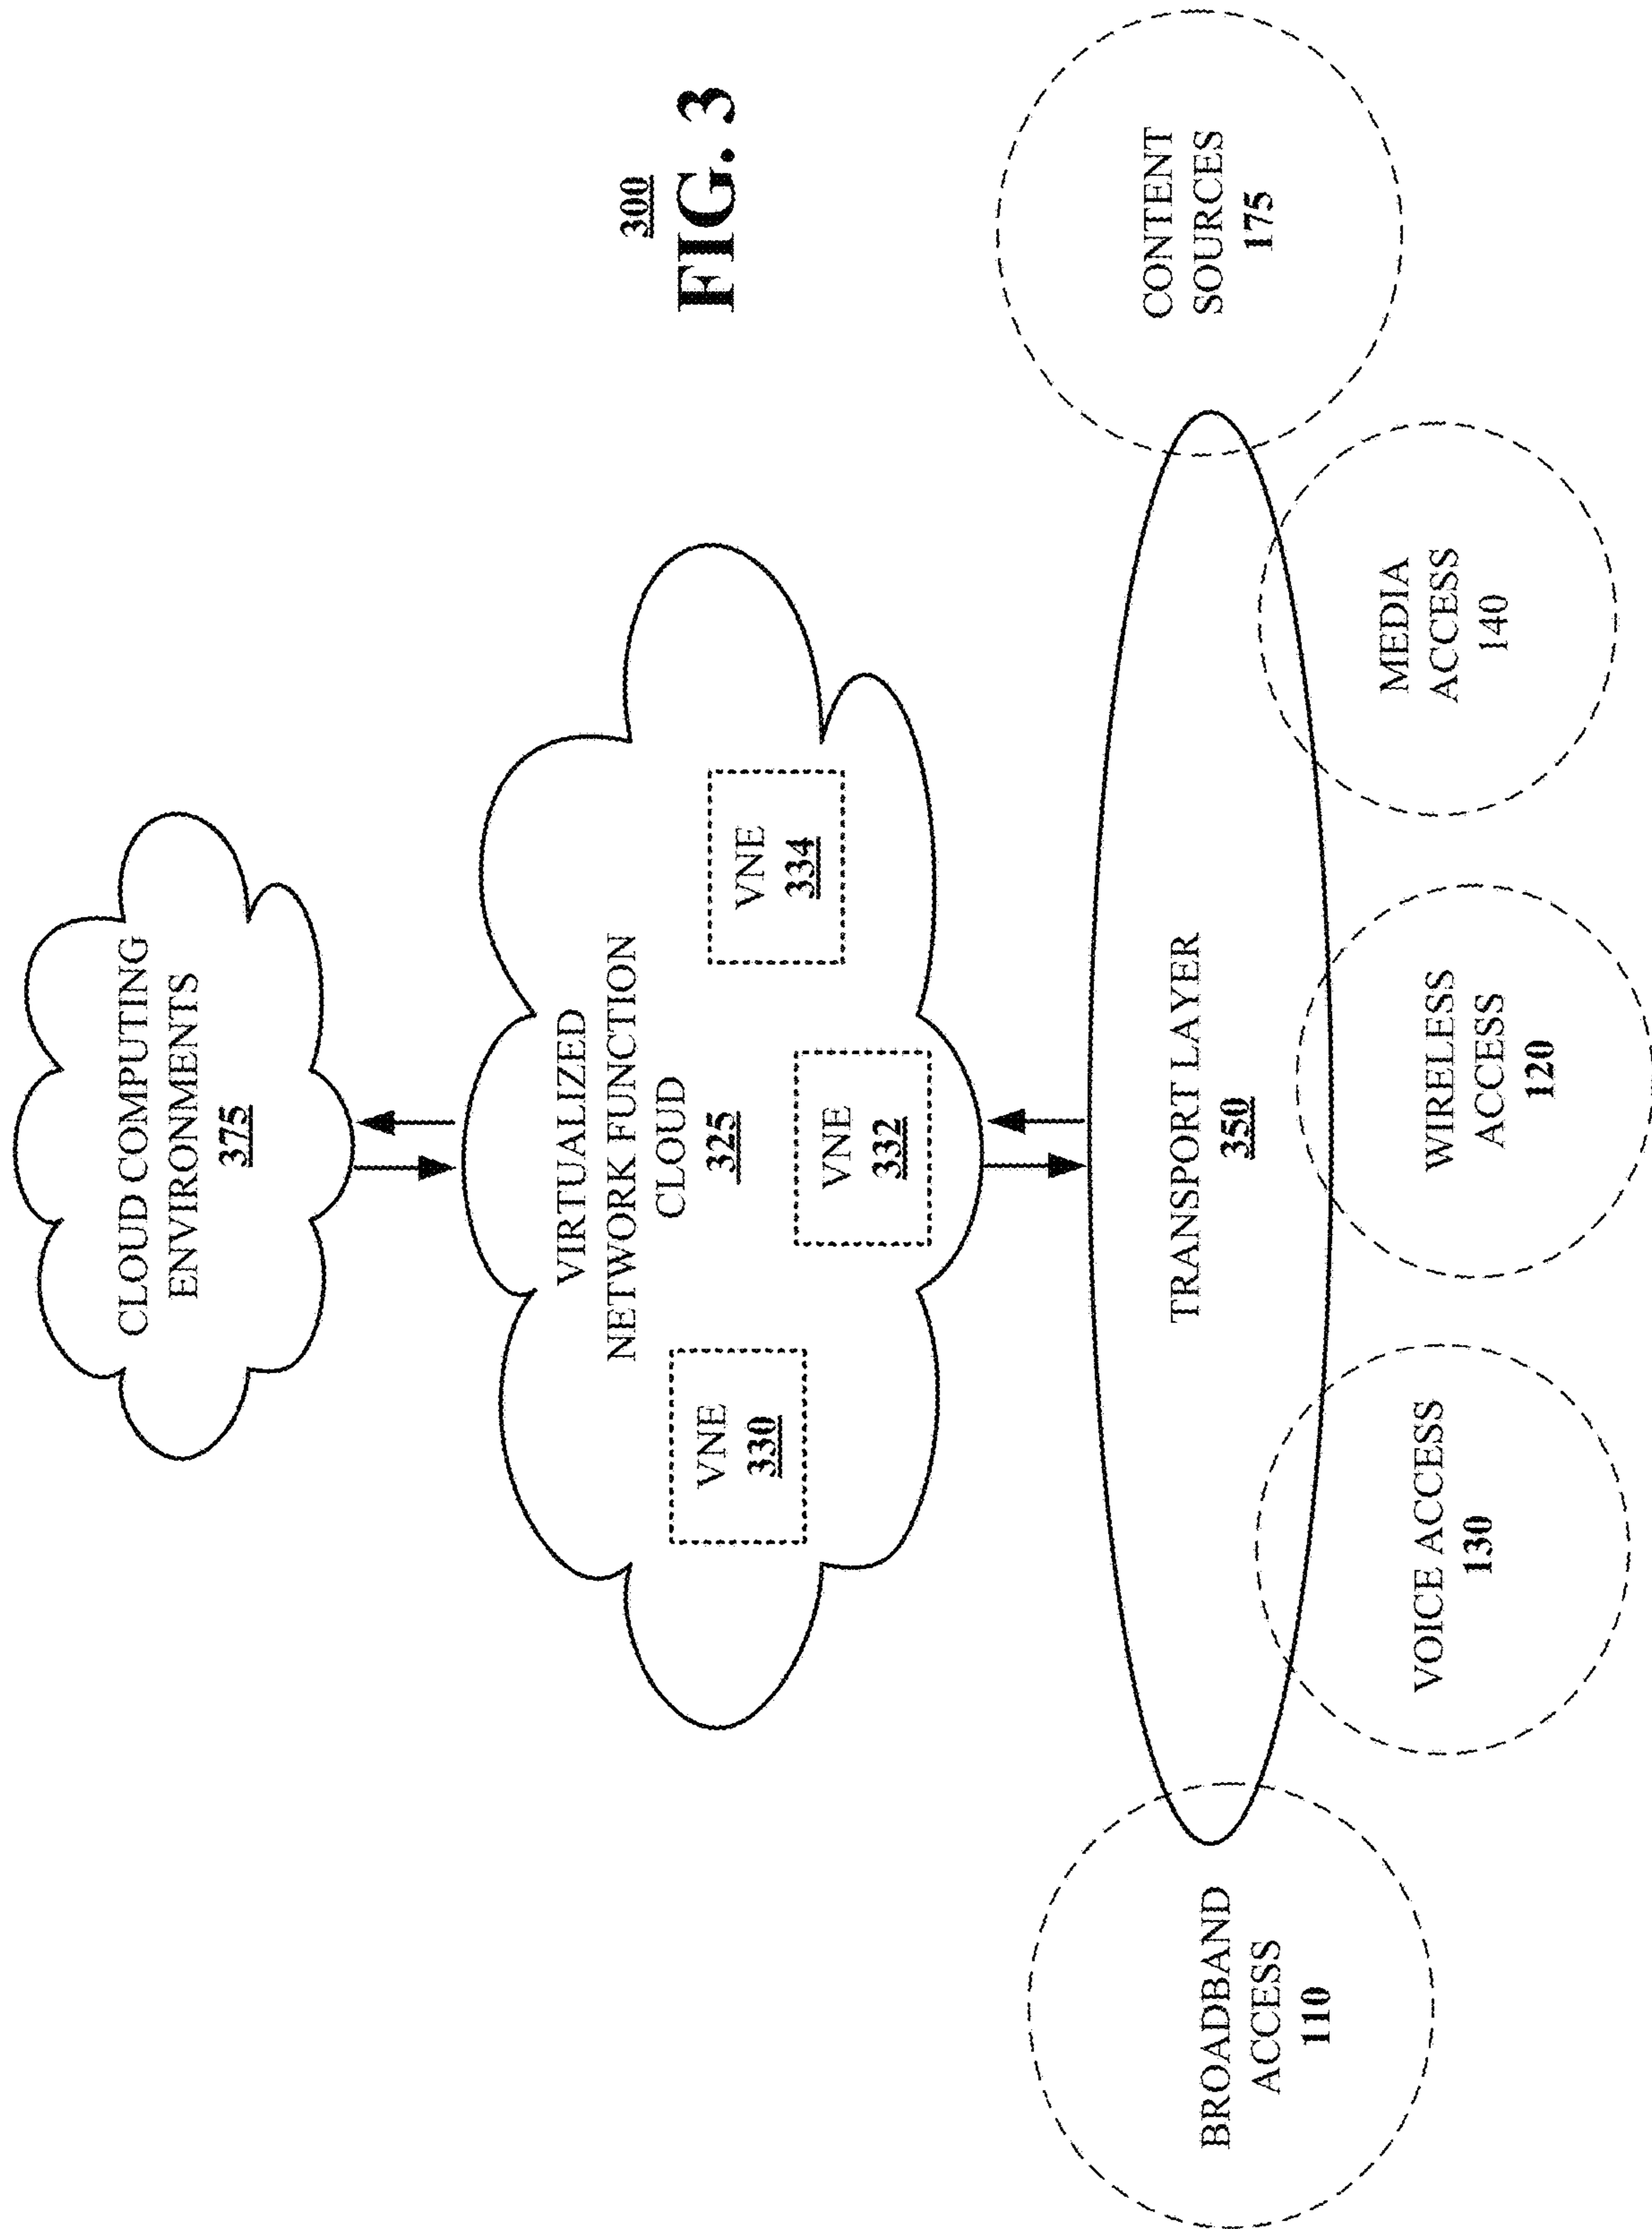 CLOUD COMPUTING
ENVIRONMENTS
375
300
FIG. 3
VIRTUALIZED
NETWORK FUNCTION
CLOUD
325
VNE
330
VNE
332
VNE
334
TRANSPORT LAYER
350
BROADBAND
ACCESS
110
VOICE ACCESS
130
WIRELESS
ACCESS
120
MEDIA
ACCESS
140
CONTENT
SOURCES
175